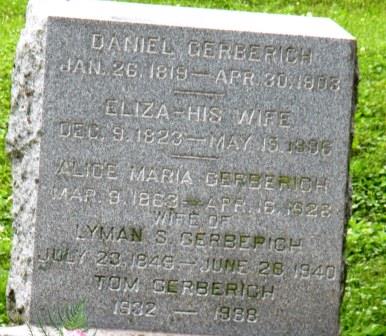 DANIEL GERBERICH
JAN. 26, 1819 — APR. 30, 1903
ELIZA-HIS WIFE
DEC. 9, 1823 — MAY. 15, 1896
ALICE MARIA GERBERICH
MAR. 9, 1863 — APR. 16, 1928
WIFE OF
LYMAN S. GERBERICH
JULY 23, 1849 — JUNE 28, 1940
TOM GERBERICH
1932 — 1988